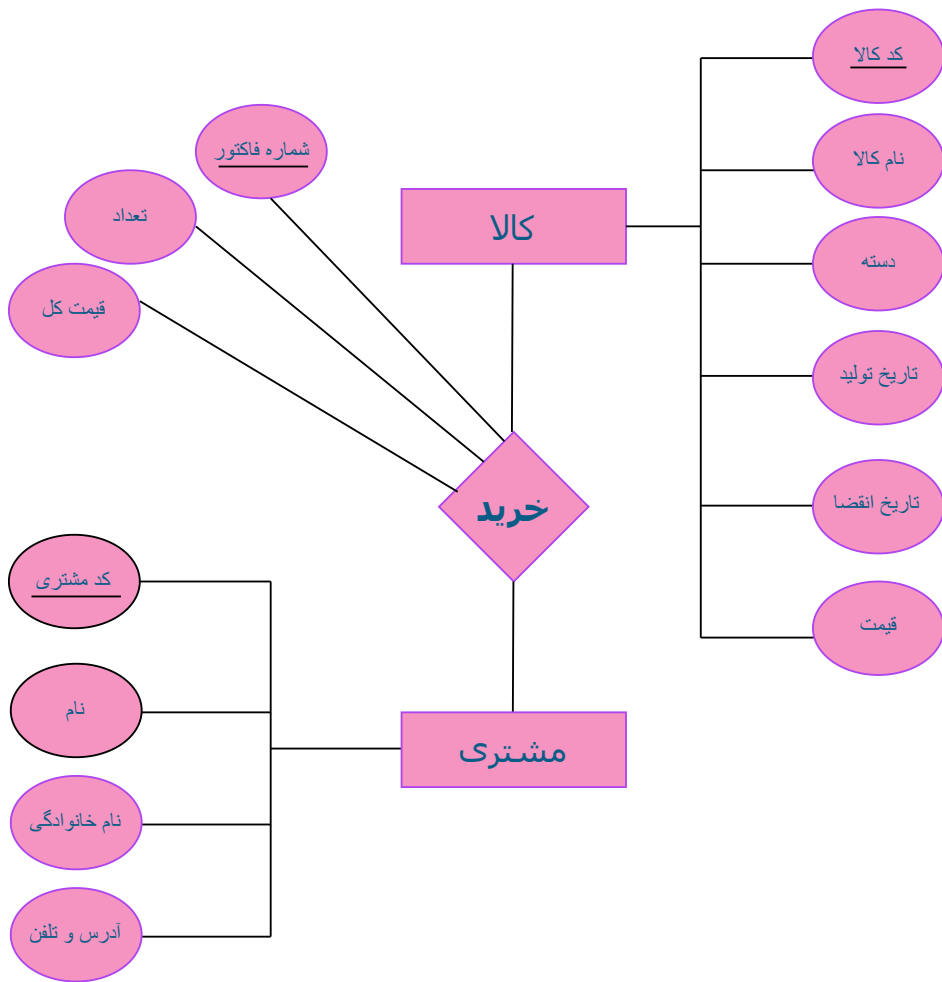 کد کالا
شماره فاکتور
نام کالا
تعداد
کالا
دسته
قیمت کل
تاریخ تولید
تاریخ انقضا
خرید
کد مشتری
قیمت
نام
مشتری
نام خانوادگی
آدرس و تلفن